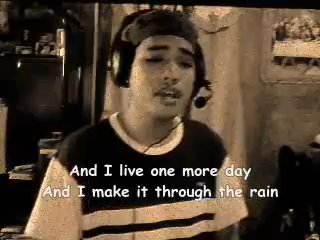 And I live one more day
And I make it through the rain